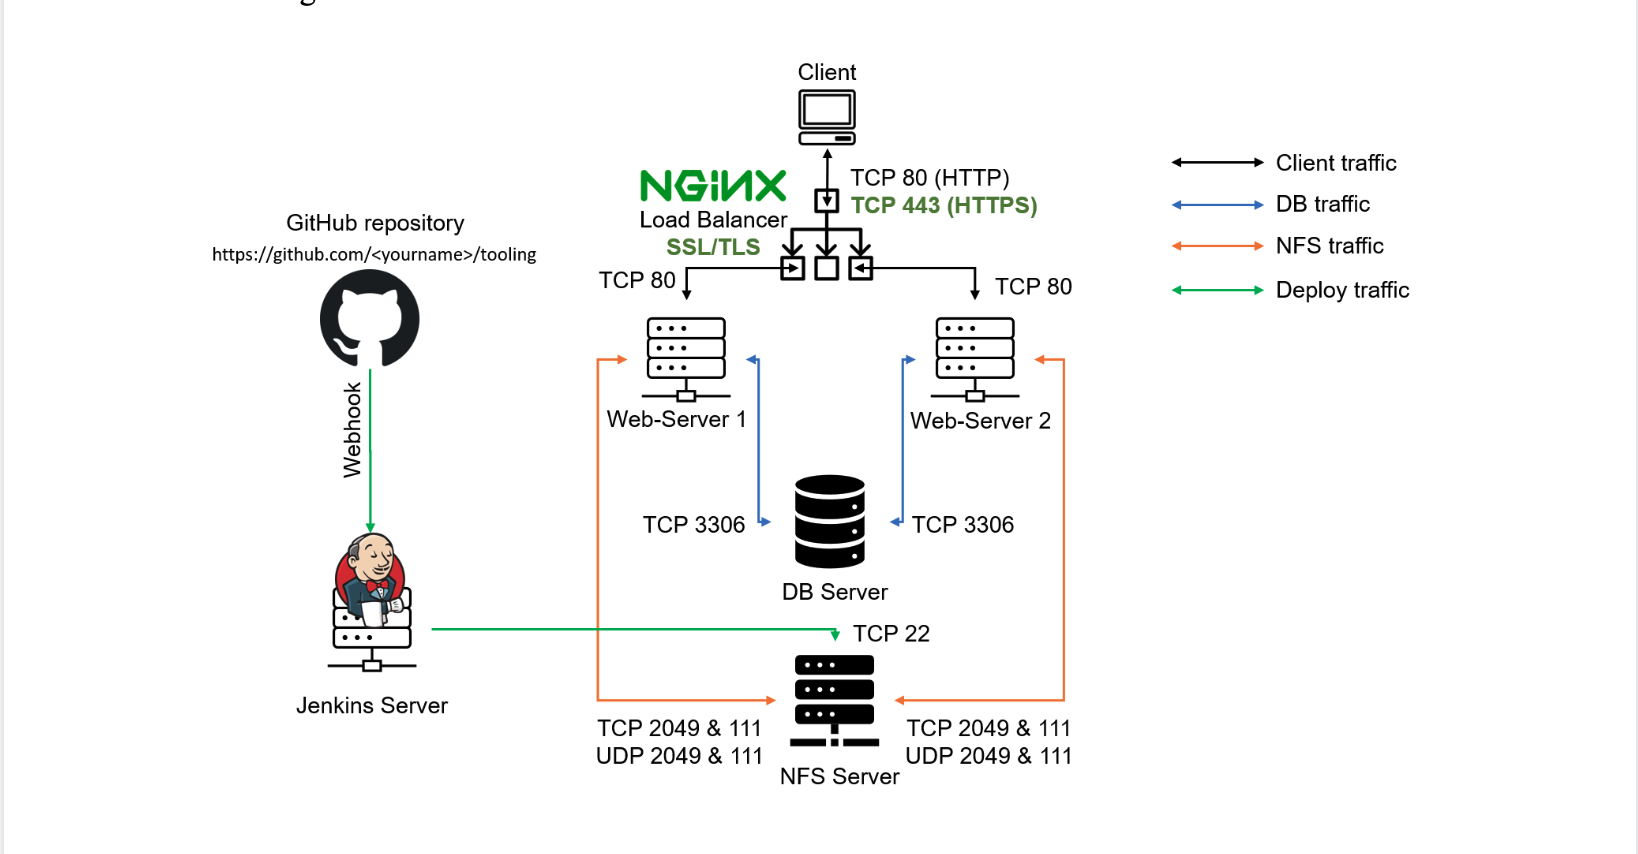 Client
NGINX
Load Balancer
SSL/TLS
TCP 80 (HTTP)
TCP 443 (HTTPS)
Client traffic
DB traffic
NFS traffic
Deploy traffic
GitHub repository
https://github.com/<yourname>/tooling
TCP 80
TCP 80
Webhook
Web-Server 1
Web-Server 2
TCP 3306
TCP 3306
DB Server
TCP 22
Jenkins Server
TCP 2049 & 111
UDP 2049 & 111
TCP 2049 & 111
UDP 2049 & 111
NFS Server